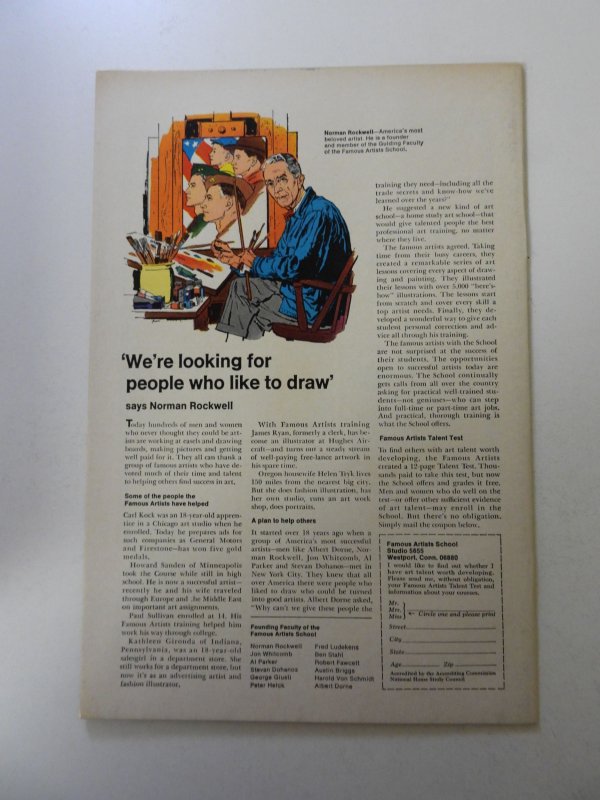 Norman Rockwell—America's most
beloved artist. He is a founder
and member of the Guiding Faculty
of the Famous Artists School.
'We're looking for
people who like to draw'
says Norman Rockwell
Today hundreds of men and women
who never thought they could be art-
ists are working at easels and drawing
boards, making pictures and getting
well paid for it. They all can thank a
group of famous artists who have de-
voted much of their time and talent
to helping others find success in art.
Some of the people the
Famous Artists have helped
Carl Kock was an 18-year-old appren-
tice in a Chicago art studio when he
enrolled. Today he prepares ads for
such companies as General Motors
and Firestone—has won five gold
medals.
Howard Sanden of Minneapolis
took the Course while still in high
school. He is now a successful artist—
recently he and his wife traveled
through Europe and the Middle East
on important art assignments.
Paul Sullivan enrolled at 14. His
Famous Artists training helped him
work his way through college.
Kathleen Gironda of Indiana,
Pennsylvania, was an 18-year-old
salesgirl in a department store. She
still works for a department store, but
now it's as an advertising artist and
fashion illustrator.
With Famous Artists training
James Ryan, formerly a clerk, has be-
come an illustrator at Hughes Air-
craft—and turns out a steady stream
of well-paying free-lance artwork in
his spare time.
Oregon housewife Helen Tryk lives
150 miles from the nearest big city.
But she does fashion illustration, has
her own studio, runs an art work
shop, does portraits.
A plan to help others
It started over 18 years ago when a
group of America's most successful
artists—men like Albert Dorne, Nor-
man Rockwell, Jon Whitcomb, Al
Parker and Stevan Dohanos—met in
New York City. They knew that all
over America there were people who
liked to draw who could be turned
into good artists. Albert Dorne asked,
"Why can't we give these people the
Founding Faculty of the
Famous Artists School
Norman Rockwell Fred Ludekens
Jon Whitcomb Ben Stahl
Al Parker Robert Fawcett
Stevan Dohanos Austin Briggs
George Giusti Harold Von Schmidt
Peter Helck Albert Dorne
training they need—including all the
trade secrets and know-how we've
learned over the years?"
He suggested a new kind of art
school—a home study art school—that
would give talented people the best
professional art training, no matter
where they live.
The famous artists agreed. Taking
time from their busy careers, they
created a remarkable series of art
lessons covering every aspect of draw-
ing and painting. They illustrated
their lessons with over 5,000 "here's-
how" illustrations. The lessons start
from scratch and cover every skill a
top artist needs. Finally, they de-
veloped a wonderful way to give each
student personal correction and ad-
vice all through his training.
The famous artists with the School
are not surprised at the success of
their students. The opportunities
open to successful artists today are
enormous. The School continually
gets calls from all over the country
asking for practical well-trained stu-
dents—not geniuses—who can step
into full-time or part-time art jobs.
And practical, thorough training is
what the School offers.
Famous Artists Talent Test
To find others with art talent worth
developing, the Famous Artists
created a 12-page Talent Test. Thou-
sands paid to take this test, but now
the School offers and grades it free.
Men and women who do well on the
test—or offer other sufficient evidence
of art talent—may enroll in the
School. But there's no obligation.
Simply mail the coupon below.
Famous Artists School
Studio 5655
Westport, Conn. 06880
I would like to find out whether I
have art talent worth developing.
Please send me, without obligation,
your Famous Artists Talent Test and
information about your courses.
Mr.
Mrs. Circle one and please print
Miss
Street
City
State
Age Zip
Accredited by the Accrediting Commission
National Home Study Council